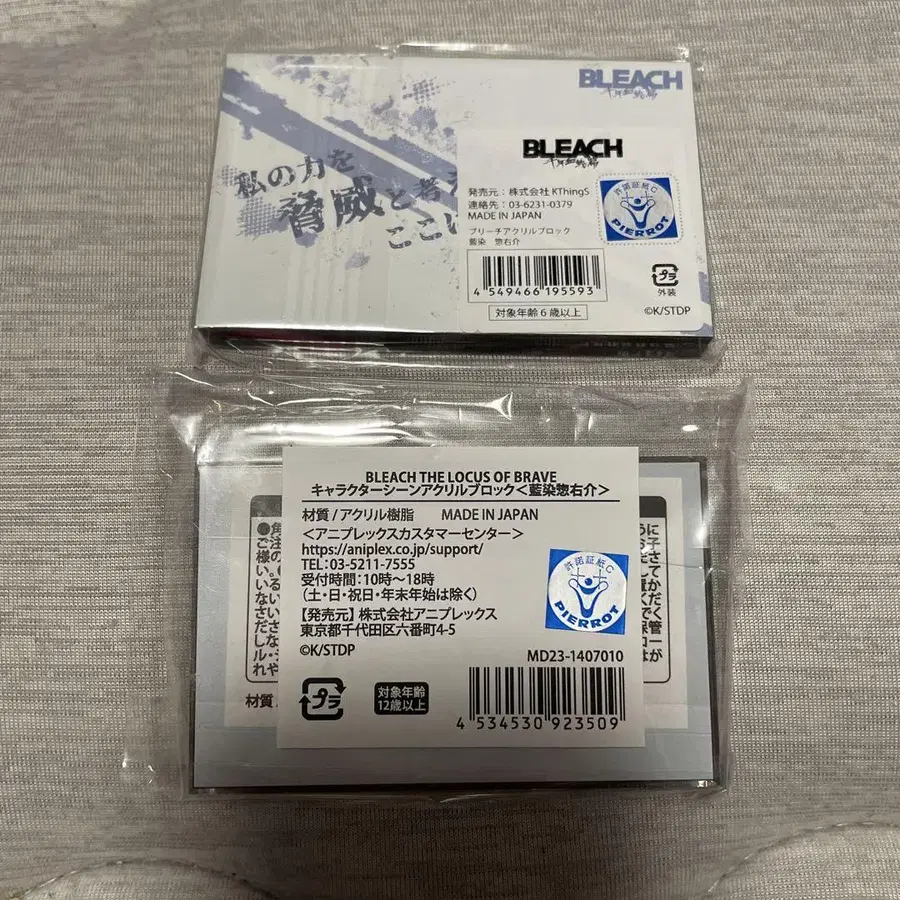 BLEACH
千年血戦篇
私の力を
脅威と考
ここに
BLEACH
千年血戦篇
発売元：株式会社 KThingS
連絡先：03-6231-0379
MADE IN JAPAN
ブリーチアクリルブロック
藍染 惣右介
許諾証紙C
PIERROT
4 549466 195593
対象年齢6歳以上
プラ
外装
©K/STDP
BLEACH THE LOCUS OF BRAVE
キャラクターシーンアクリルブロック＜藍染惣右介＞
材質/アクリル樹脂 MADE IN JAPAN
＜アニプレックスカスタマーセンター＞
https://aniplex.co.jp/support/
TEL:03-5211-7555
受付時間：10時～18時
（土・日・祝日・年末年始は除く）
【発売元】株式会社アニプレックス
東京都千代田区六番町4-5
©K/STDP
許諾証紙C
PIERROT
MD23-1407010
プラ
対象年齢
12歳以上
4 534530 923509
材質/